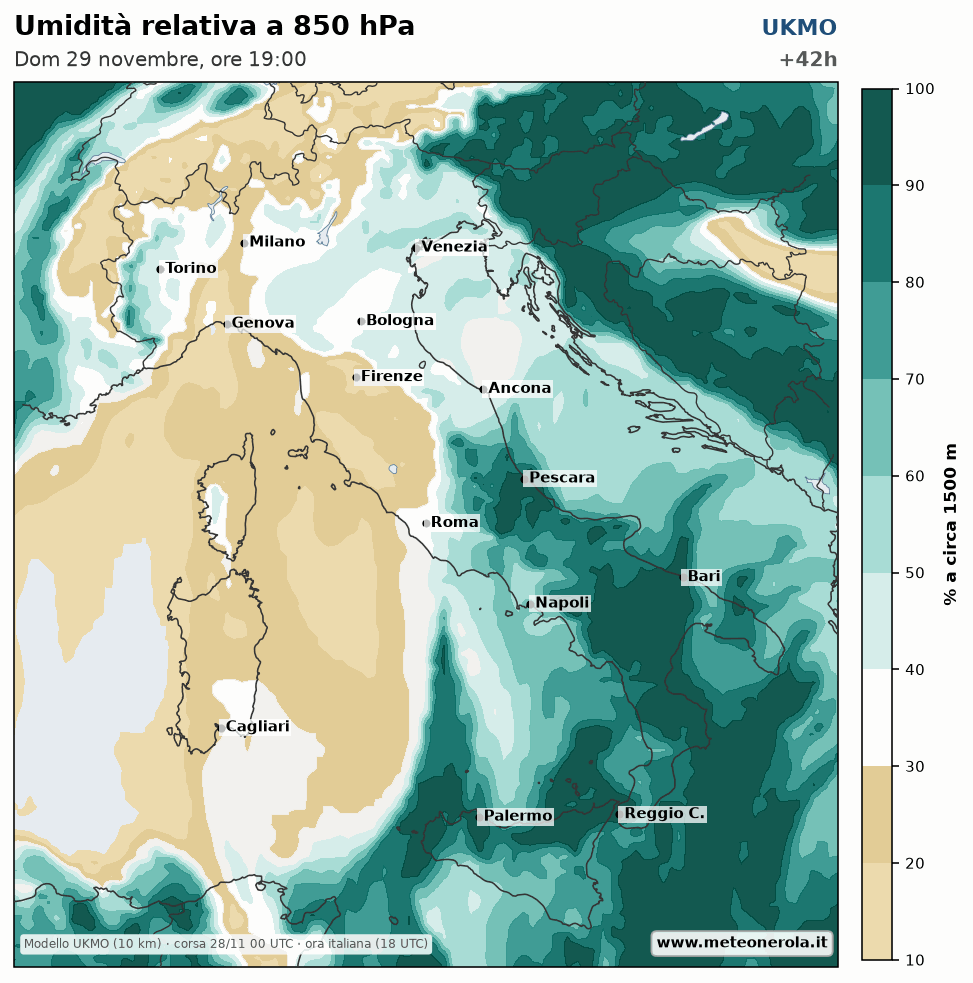 Umidità relativa a 850 hPa
UKMO
Dom 29 novembre, ore 19:00
+42h
100
90
80
70
60
50
40
30
20
10
% a circa 1500 m
Milano
Venezia
Torino
Genova
Bologna
Firenze
Ancona
Pescara
Roma
Bari
Napoli
Cagliari
Palermo
Reggio C.
Modello UKMO (10 km) · corsa 28/11 00 UTC · ora italiana (18 UTC)
www.meteonerola.it